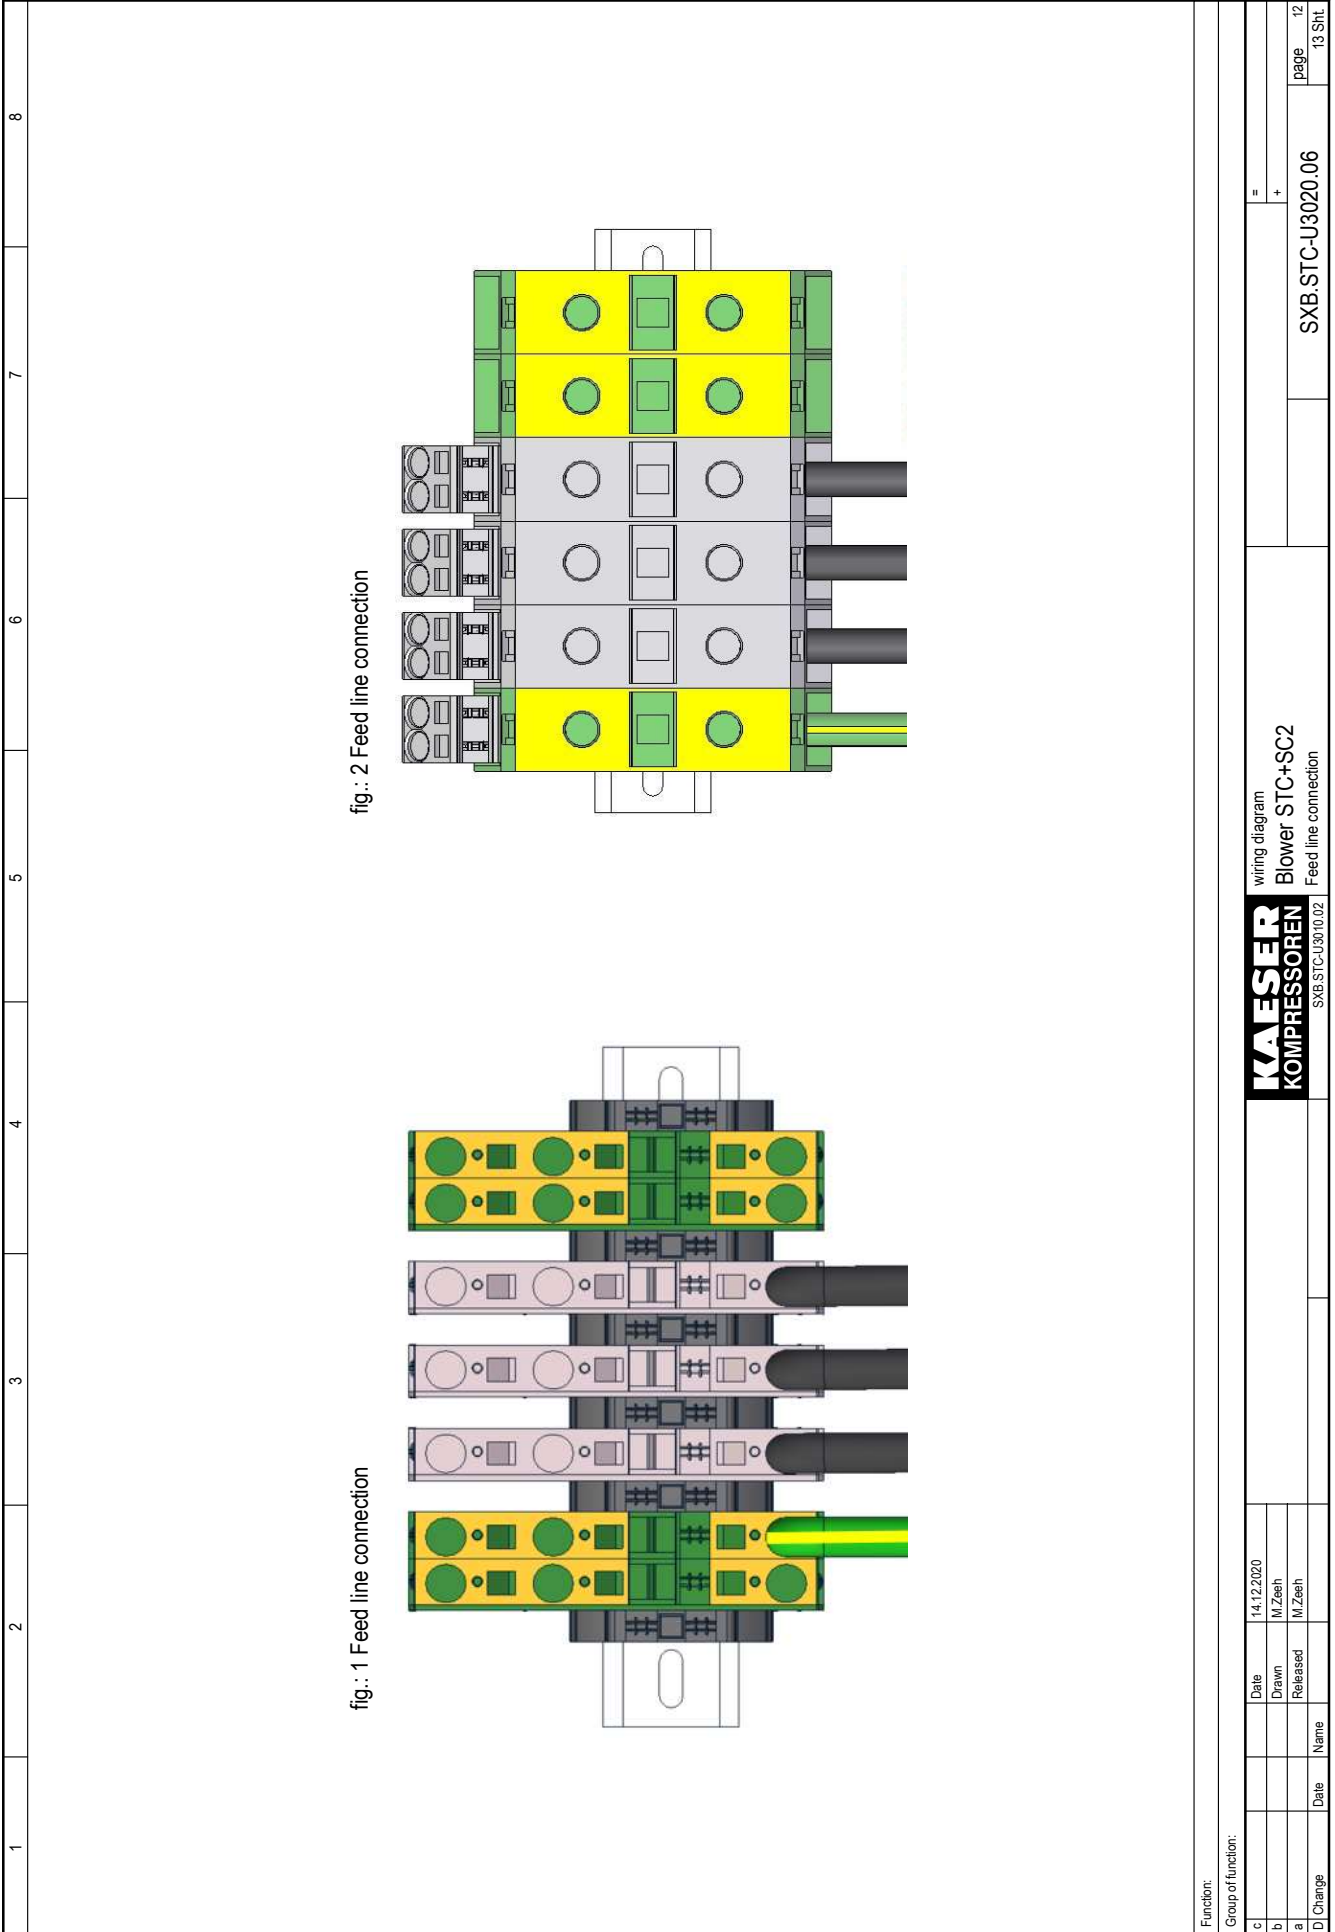 1
2
3
4
5
6
7
8
fig.: 1 Feed line connection
fig.: 2 Feed line connection
Function:
Group of function:
c
Date
14.12.2020
b
Drawn
M.Zeeh
a
Released
M.Zeeh
D
Change
Date
Name
KAESER
KOMPRESSOREN
SXB.STC-U3010.02
wiring diagram
Blower STC+SC2
Feed line connection
=
+
SXB.STC-U3020.06
page 12
13 Sht.